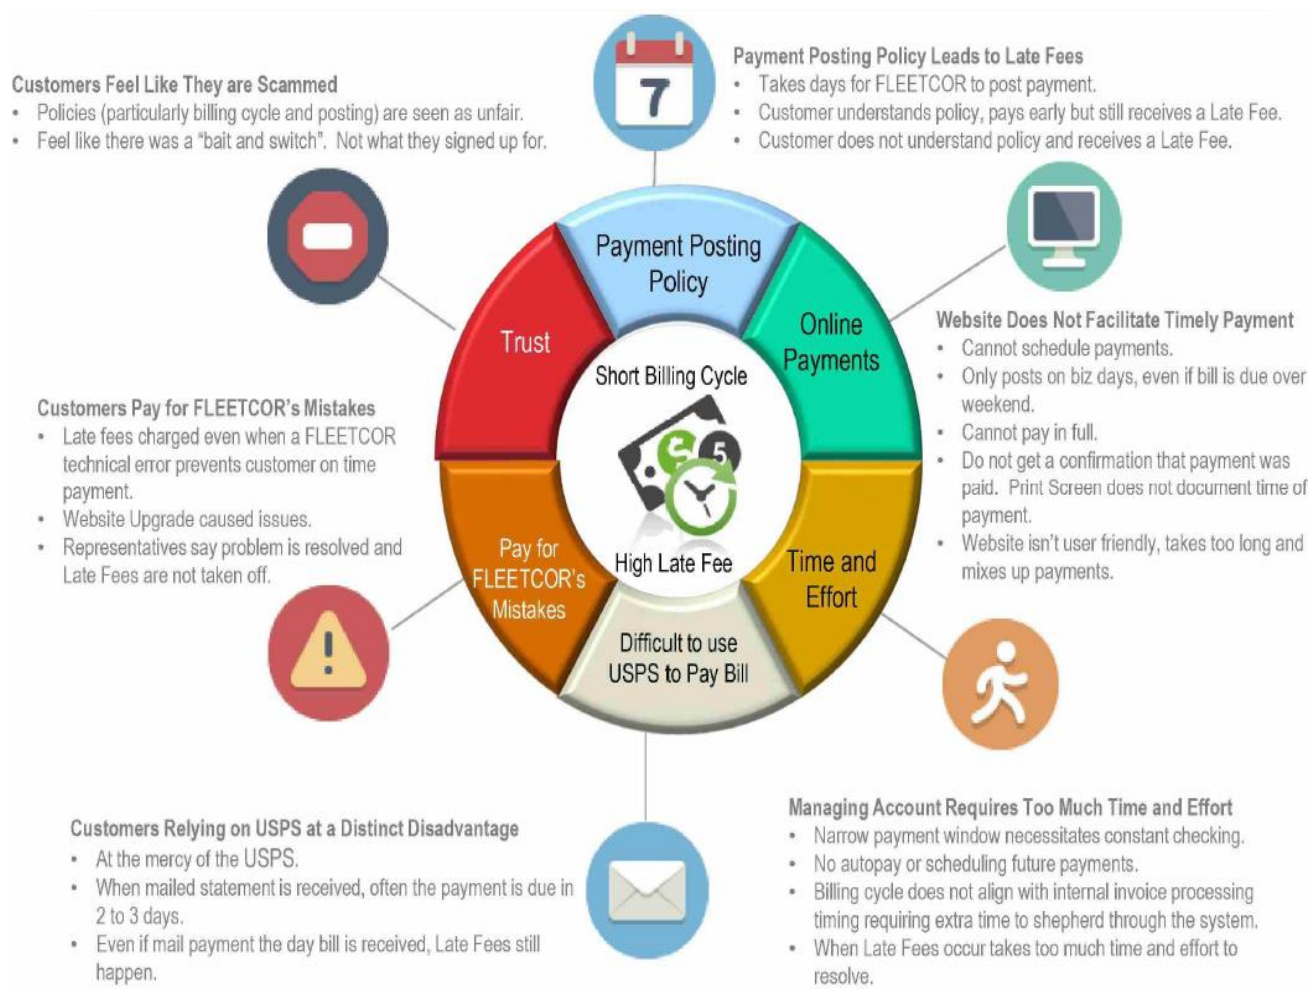 Customers Feel Like They are Scammed
• Policies (particularly billing cycle and posting) are seen as unfair.
• Feel like there was a “bait and switch”. Not what they signed up for.
7
Payment Posting Policy Leads to Late Fees
• Takes days for FLEETCOR to post payment.
• Customer understands policy, pays early but still receives a Late Fee.
• Customer does not understand policy and receives a Late Fee.
Payment Posting
Policy
Online
Payments
Trust
Short Billing Cycle
$ 5
High Late Fee
Time and
Effort
Pay for
FLEETCOR's
Mistakes
Difficult to use
USPS to Pay Bill
Website Does Not Facilitate Timely Payment
• Cannot schedule payments.
• Only posts on biz days, even if bill is due over
weekend.
• Cannot pay in full.
• Do not get a confirmation that payment was
paid. Print Screen does not document time of
payment.
• Website isn't user friendly, takes too long and
mixes up payments.
Customers Pay for FLEETCOR's Mistakes
• Late fees charged even when a FLEETCOR
technical error prevents customer on time
payment.
• Website Upgrade caused issues.
• Representatives say problem is resolved and
Late Fees are not taken off.
!
Customers Relying on USPS at a Distinct Disadvantage
• At the mercy of the USPS.
• When mailed statement is received, often the payment is due in
2 to 3 days.
• Even if mail payment the day bill is received, Late Fees still
happen.
Managing Account Requires Too Much Time and Effort
• Narrow payment window necessitates constant checking.
• No autopay or scheduling future payments.
• Billing cycle does not align with internal invoice processing
timing requiring extra time to shepherd through the system.
• When Late Fees occur takes too much time and effort to
resolve.